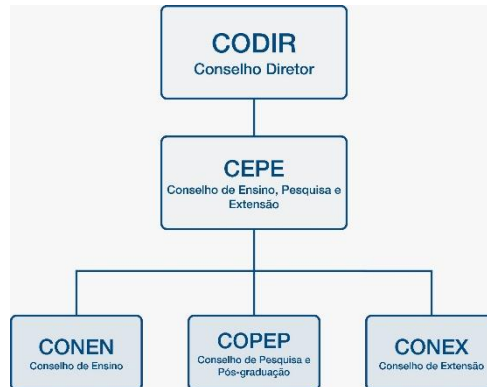 CODIR
Conselho Diretor
CEPE
Conselho de Ensino, Pesquisa e
Extensão
CONEN
Conselho de Ensino
COPEP
Conselho de Pesquisa e
Pós-graduação
CONEX
Conselho de Extensão